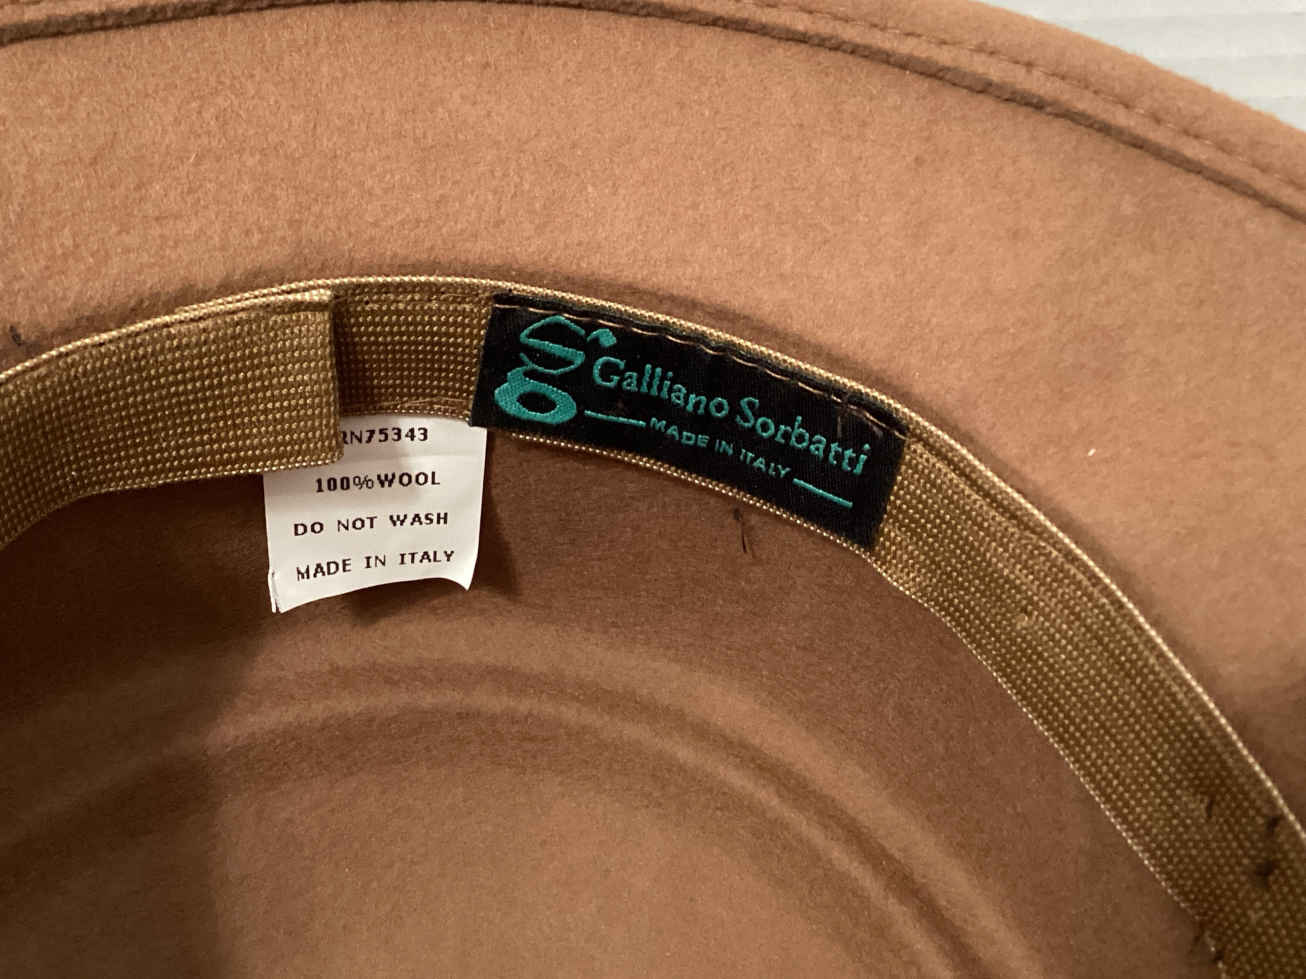 RN75343
100% WOOL
DO NOT WASH
MADE IN ITALY
Galliano Sorbatti
MADE IN ITALY